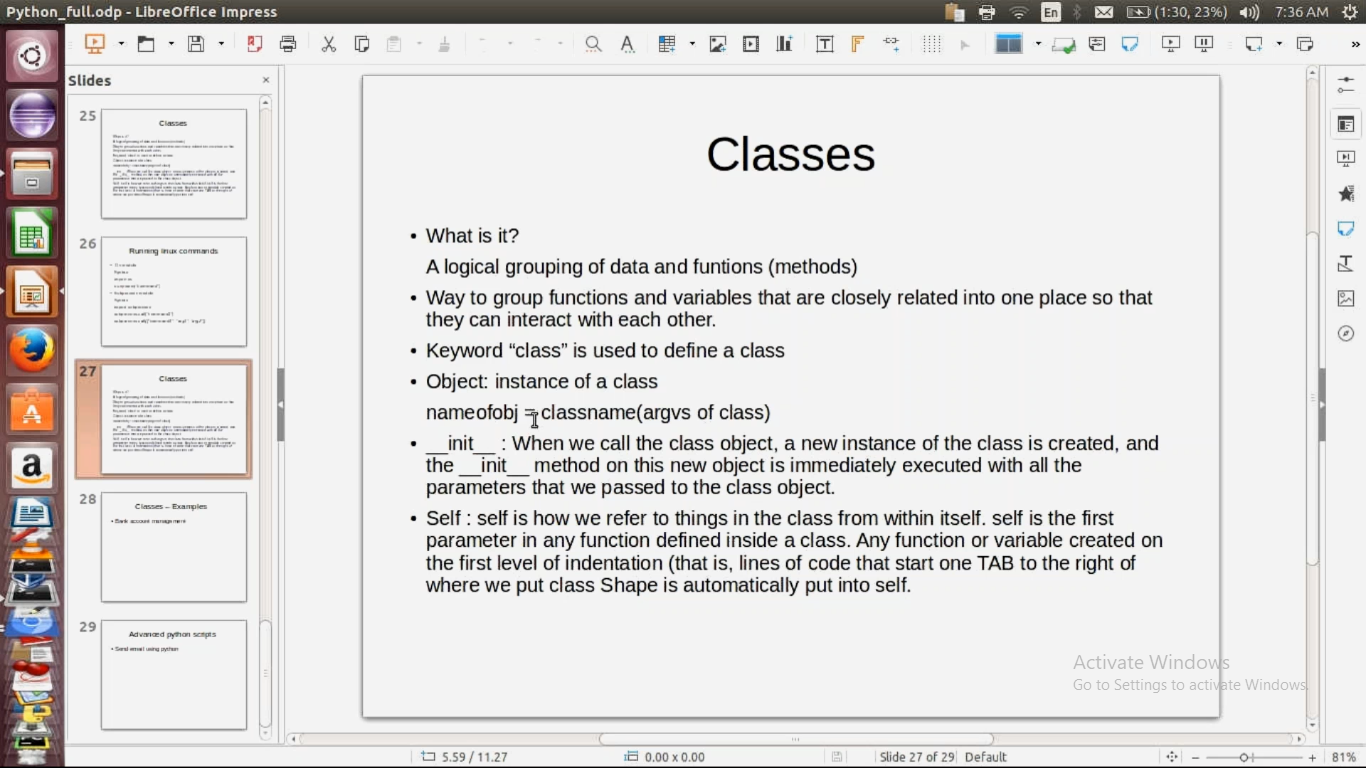 Python_full.odp - LibreOffice Impress
En
(1:30, 23%)
7:36 AM
Slides
25
Classes
26
Running linux commands
27
Classes
28
Classes – Examples
• Bank account management
29
Advanced python scripts
• Send email using python
Classes
• What is it?
A logical grouping of data and funtions (methods)
• Way to group functions and variables that are closely related into one place so that
they can interact with each other.
• Keyword “class” is used to define a class
• Object: instance of a class
nameofobj = classname(argvs of class)
• __init__ : When we call the class object, a new instance of the class is created, and
the __init__ method on this new object is immediately executed with all the
parameters that we passed to the class object.
• Self : self is how we refer to things in the class from within itself. self is the first
parameter in any function defined inside a class. Any function or variable created on
the first level of indentation (that is, lines of code that start one TAB to the right of
where we put class Shape is automatically put into self.
Activate Windows
Go to Settings to activate Windows.
5.59 / 11.27
0.00 x 0.00
Slide 27 of 29
Default
81%